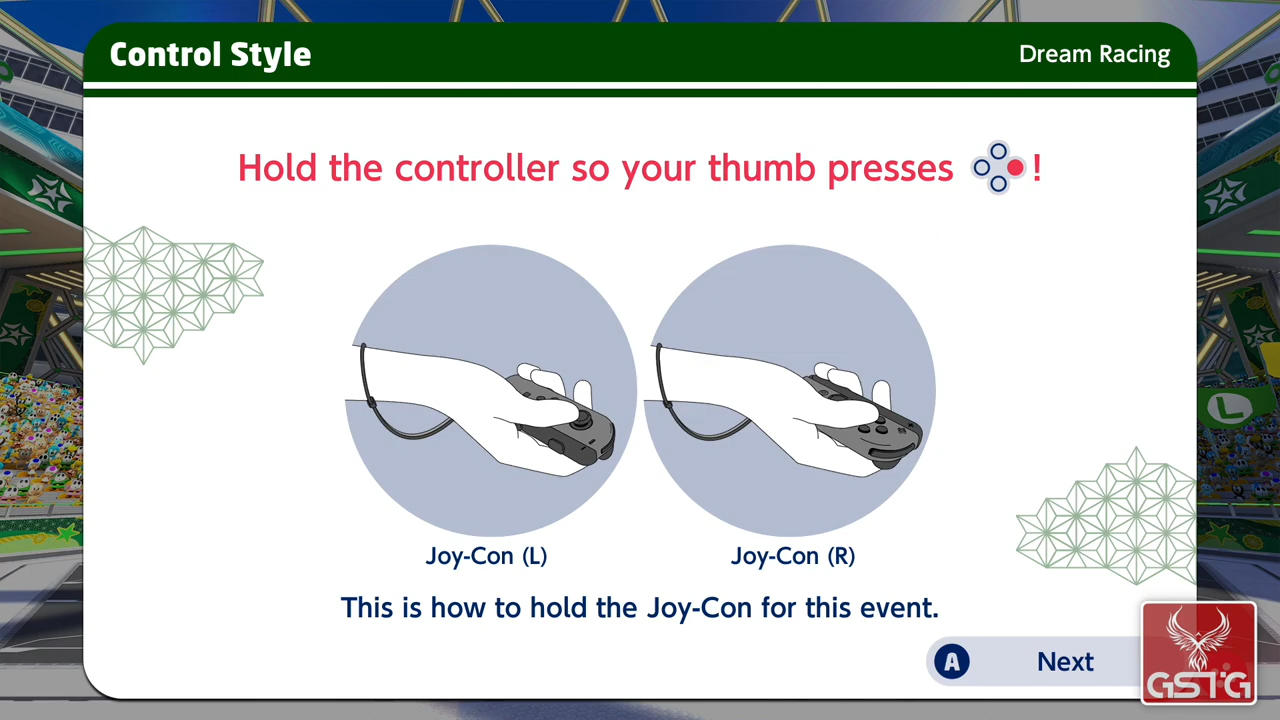 Control Style
Dream Racing
Hold the controller so your thumb presses !
L
Joy-Con (L)
Joy-Con (R)
This is how to hold the Joy-Con for this event.
A Next
GSTG